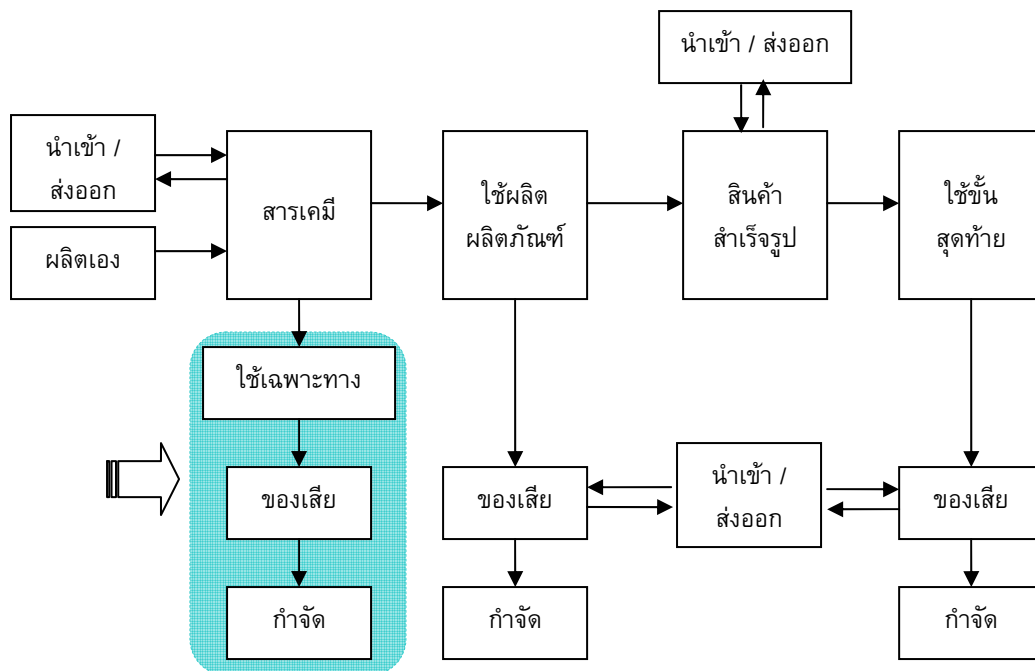 นำเข้า / ส่งออก
นำเข้า /
ส่งออก
ผลิตเอง
สารเคมี
ใช้ผลิต
ผลิตภัณฑ์
สินค้า
สำเร็จรูป
ใช้ขั้น
สุดท้าย
ใช้เฉพาะทาง
ของเสีย
ของเสีย
นำเข้า /
ส่งออก
ของเสีย
กำจัด
กำจัด
กำจัด